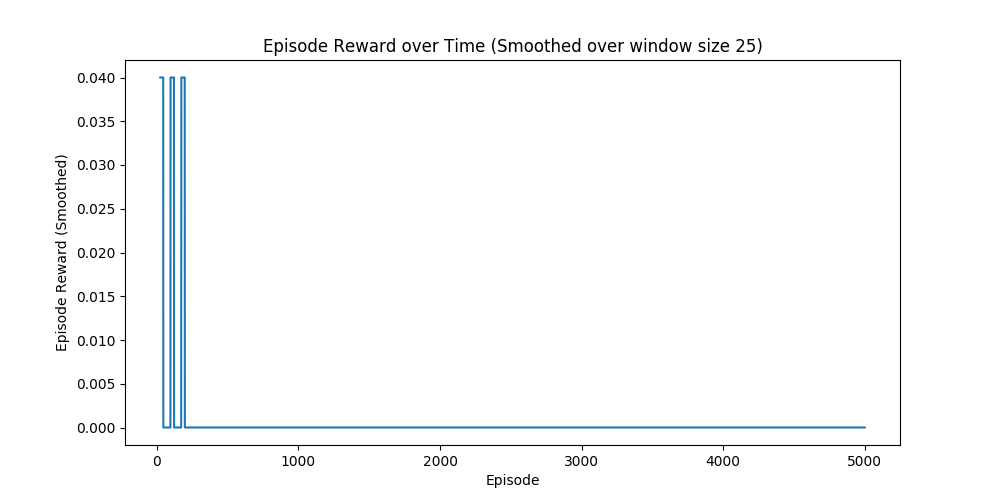 Episode Reward over Time (Smoothed over window size 25)
Episode Reward (Smoothed)
0.040
0.035
0.030
0.025
0.020
0.015
0.010
0.005
0.000
0 1000 2000 3000 4000 5000
Episode